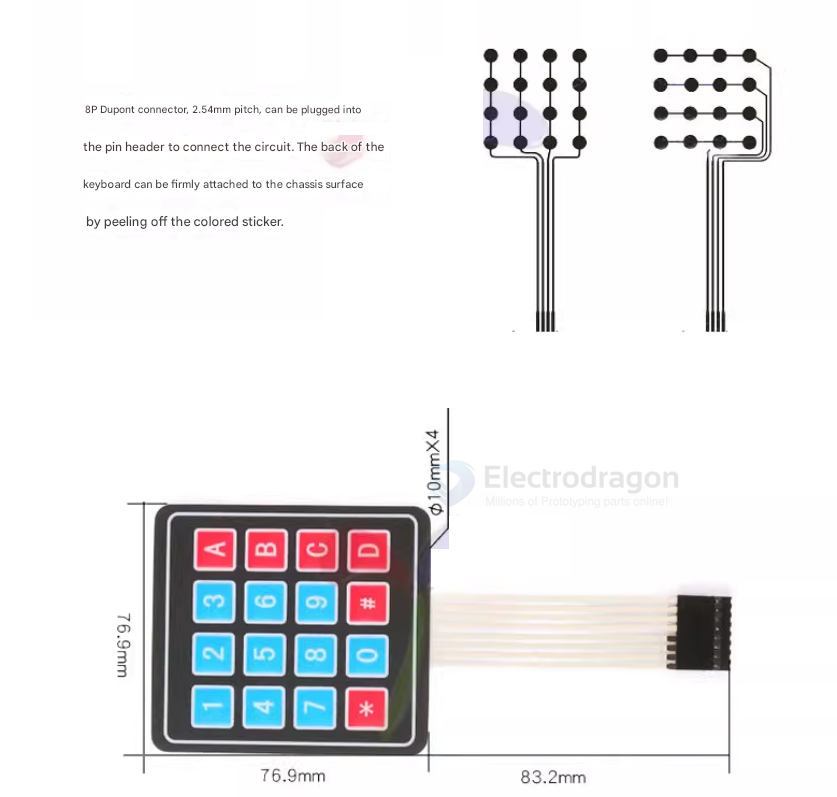 8P Dupont connector, 2.54mm pitch, can be plugged into
the pin header to connect the circuit. The back of the
keyboard can be firmly attached to the chassis surface
by peeling off the colored sticker.
Φ10mmX4
Electrodragon
Millions of Prototyping parts online!
A B C D
3 6 9 #
2 5 8 0
1 4 7 *
76.9mm
76.9mm
83.2mm